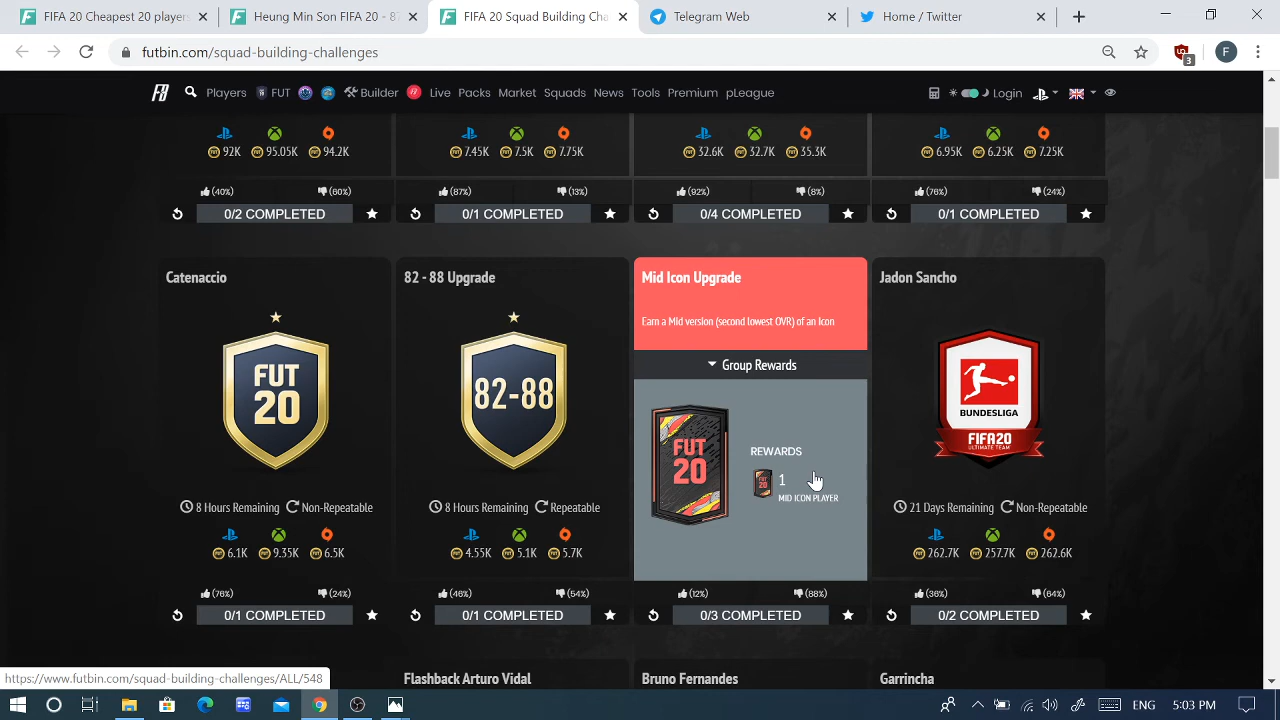 FIFA 20 Cheapest players
Heung Min Son FIFA 20 - 8
FIFA 20 Squad Building Cha
Telegram Web
Home / Twitter
futbin.com/squad-building-challenges
3
F
Players
FUT
Builder
Live
Packs
Market
Squads
News
Tools
Premium
pLeague
Login
92K 95.05K 94.2K
7.45K 7.5K 7.75K
32.6K 32.7K 35.3K
6.95K 6.25K 7.25K
(40%) (60%)
(87%) (13%)
(92%) (8%)
(76%) (24%)
0/2 COMPLETED
0/1 COMPLETED
0/4 COMPLETED
0/1 COMPLETED
Catenaccio
FUT
20
8 Hours Remaining Non-Repeatable
6.1K 9.35K 6.5K
(76%) (24%)
0/1 COMPLETED
82 - 88 Upgrade
82-88
8 Hours Remaining Repeatable
4.55K 5.1K 5.7K
(46%) (54%)
0/1 COMPLETED
Mid Icon Upgrade
Earn a Mid version (second lowest OVR) of an Icon
Group Rewards
FUT
20
REWARDS
1
MID ICON PLAYER
(12%) (88%)
0/3 COMPLETED
Jadon Sancho
BUNDESLIGA
FIFA20
ULTIMATE TEAM
21 Days Remaining Non-Repeatable
262.7K 257.7K 262.6K
(36%) (64%)
0/2 COMPLETED
Flashback Arturo Vidal
Bruno Fernandes
Garrincha
https://www.futbin.com/squad-building-challenges/ALL/548
ENG
5:03 PM